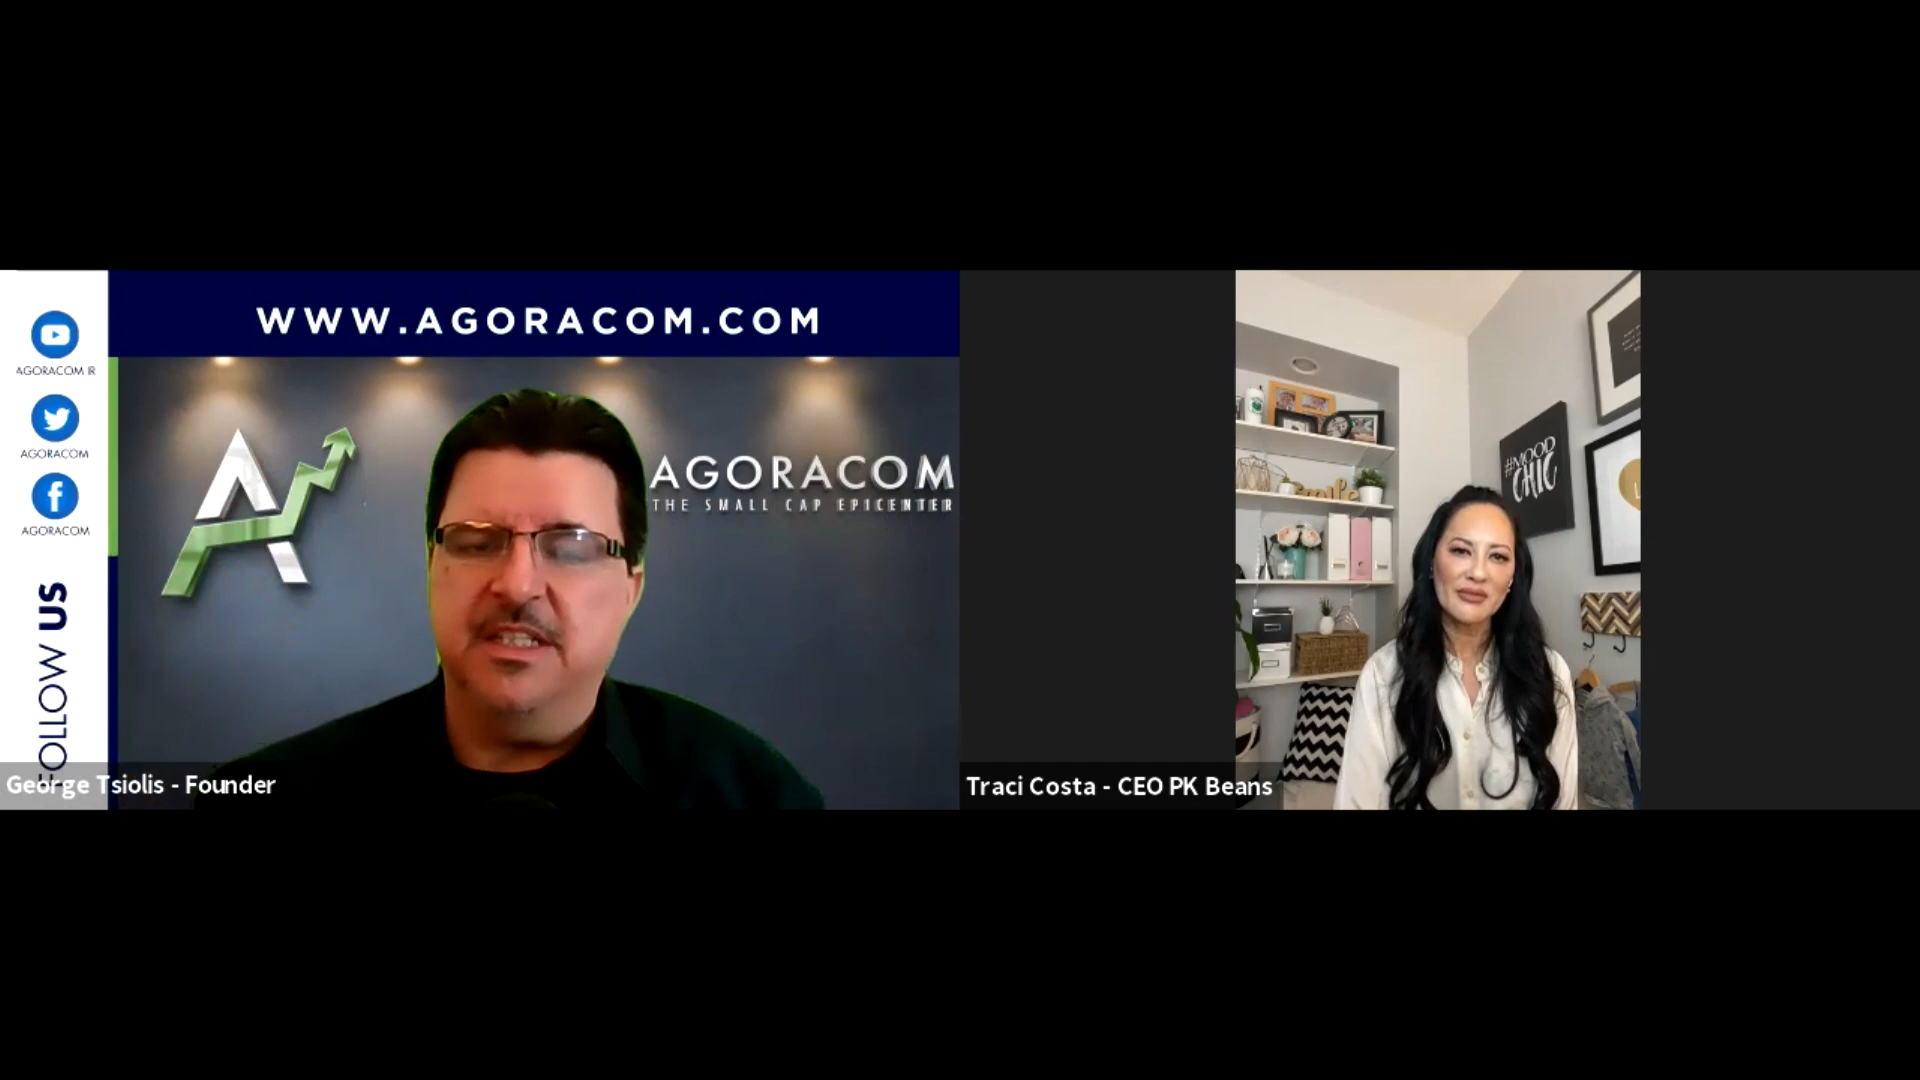 WWW.AGORACOM.COM
AGORACOM IR
AGORACOM
AGORACOM
FOLLOW US
AGORACOM
THE SMALL CAP EPICENTER
George Tsiolis - Founder
#MOOD
CHIC
smile
L
Traci Costa - CEO PK Beans